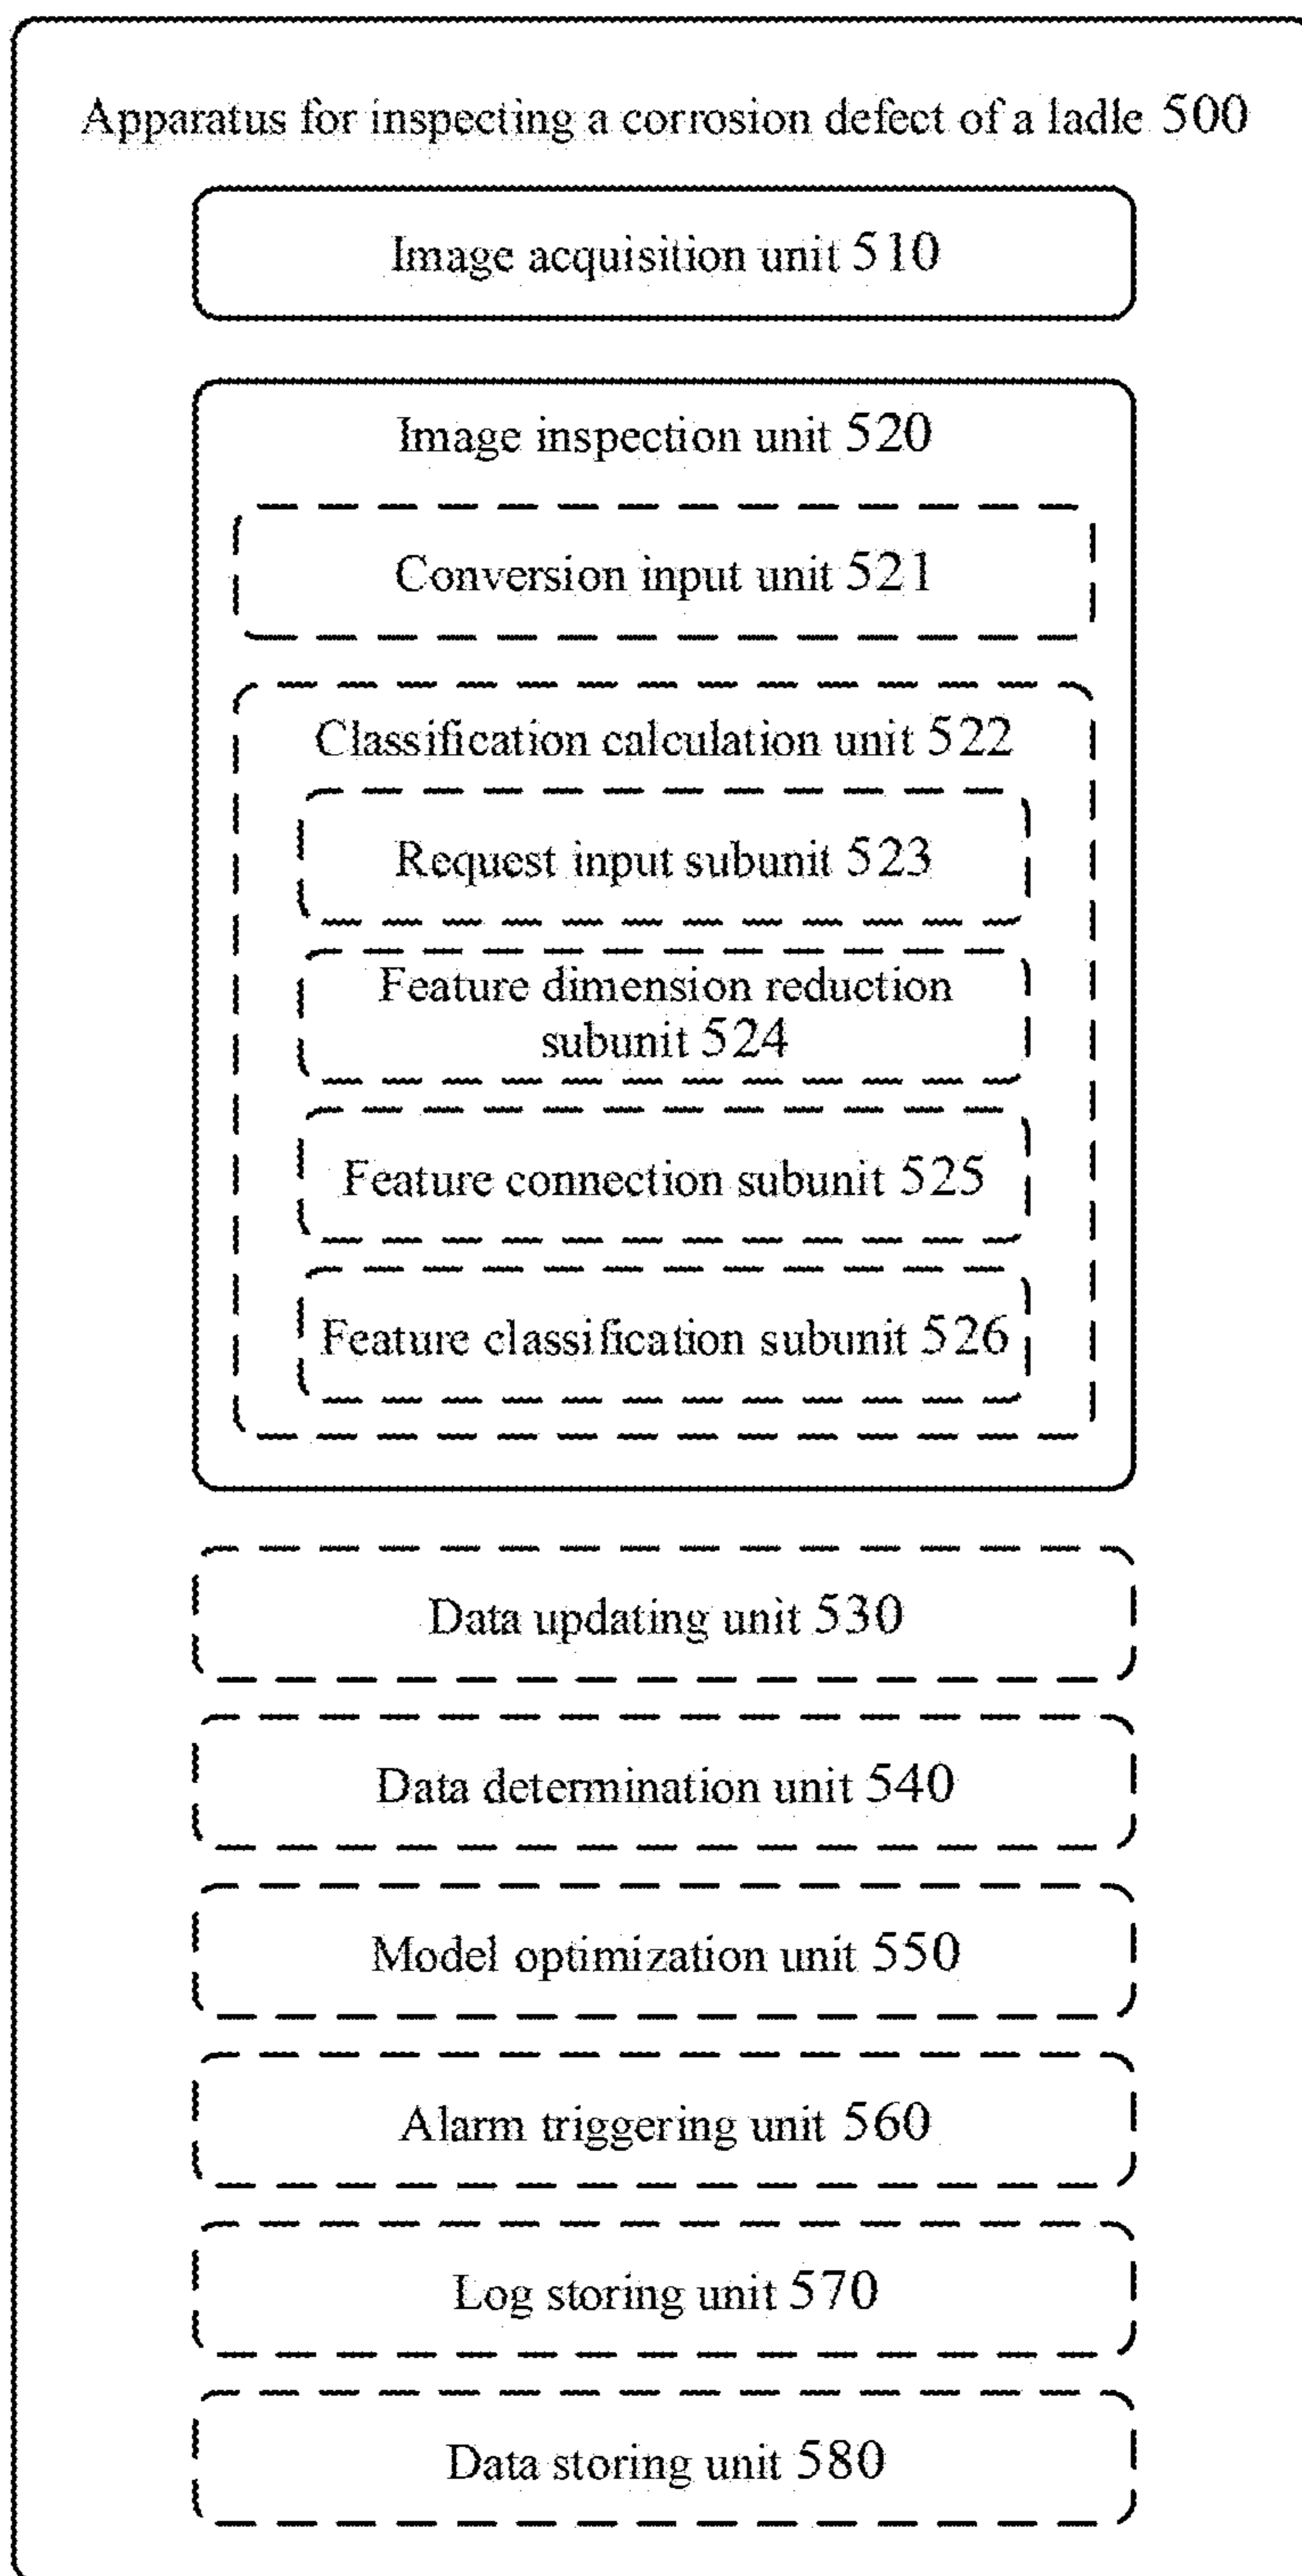 Apparatus for inspecting a corrosion defect of a ladle 500
Image acquisition unit 510
Image inspection unit 520
Conversion input unit 521
Classification calculation unit 522
Request input subunit 523
Feature dimension reduction
subunit 524
Feature connection subunit 525
Feature classification subunit 526
Data updating unit 530
Data determination unit 540
Model optimization unit 550
Alarm triggering unit 560
Log storing unit 570
Data storing unit 580